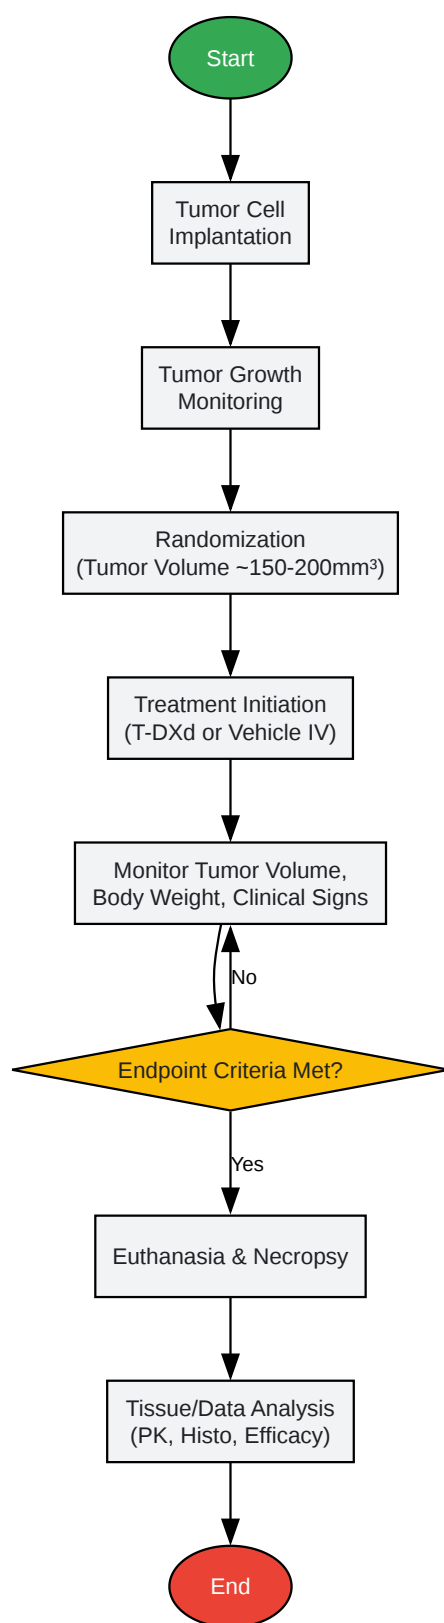 Start
Tumor Cell
Implantation
Tumor Growth
Monitoring
Randomization
(Tumor Volume ~150-200mm³)
Treatment Initiation
(T-DXd or Vehicle IV)
Monitor Tumor Volume,
Body Weight, Clinical Signs
No
Endpoint Criteria Met?
Yes
Euthanasia & Necropsy
Tissue/Data Analysis
(PK, Histo, Efficacy)
End